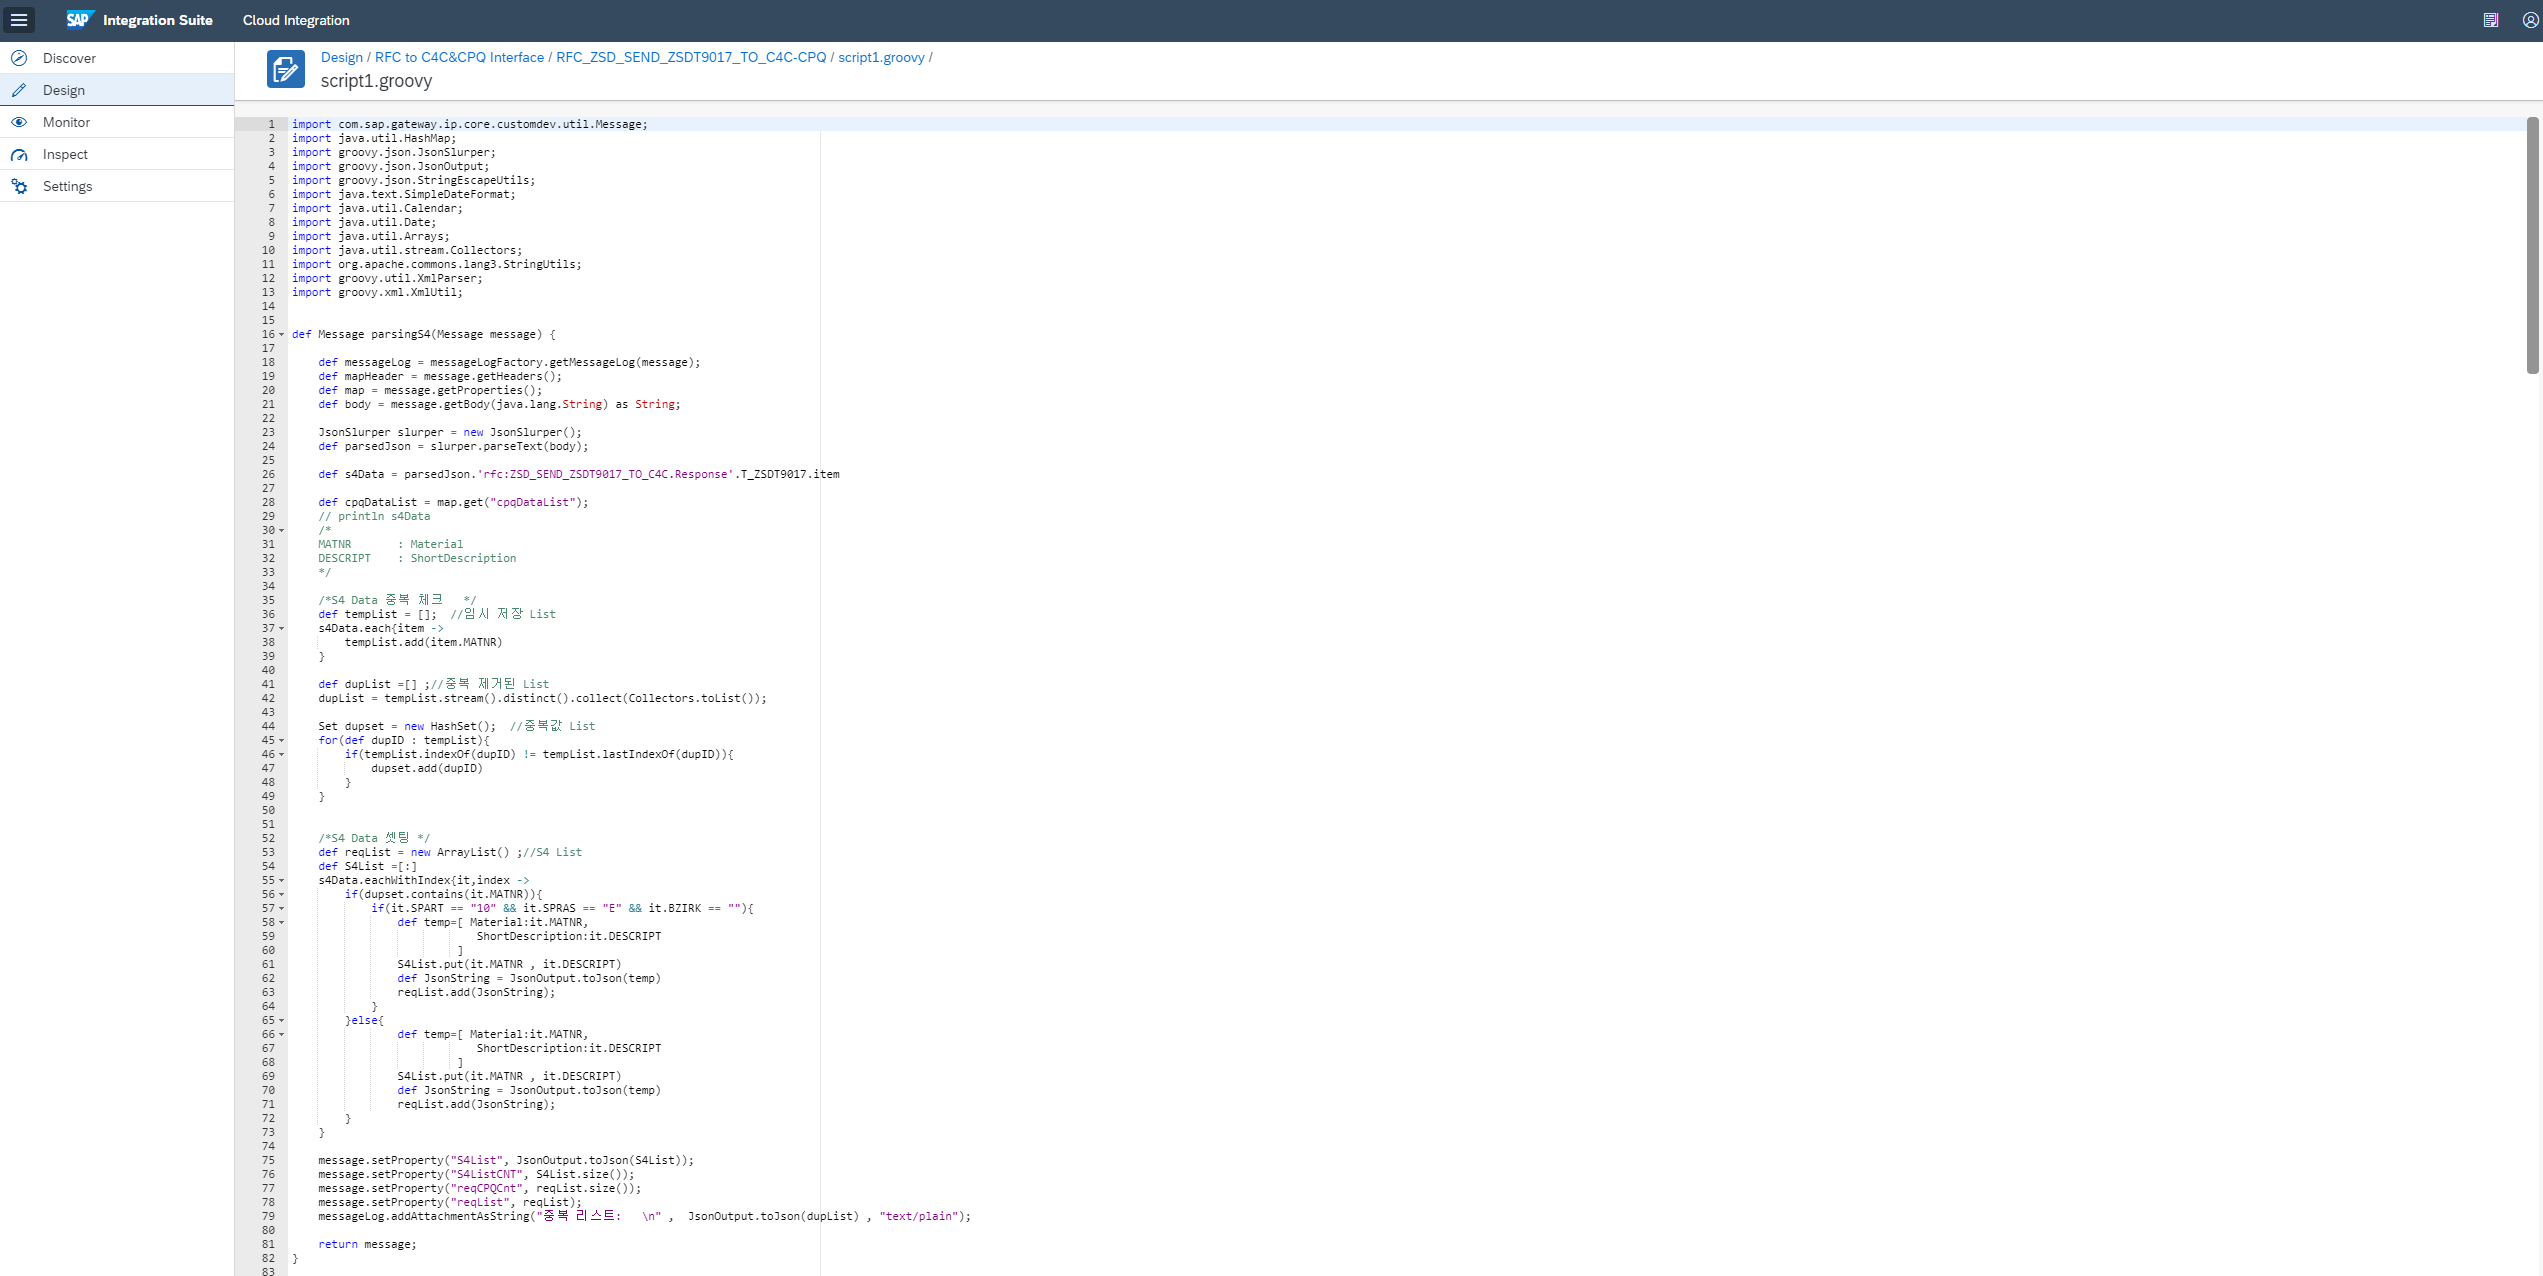 SAP Integration Suite Cloud Integration
Discover
Design
Monitor
Inspect
Settings
Design / RFC to C4C&CPQ Interface / RFC_ZSD_SEND_ZSDT9017_TO_C4C-CPQ / script1.groovy /
script1.groovy
1 import com.sap.gateway.ip.core.customdev.util.Message;
2 import java.util.HashMap;
3 import groovy.json.JsonSlurper;
4 import groovy.json.JsonOutput;
5 import groovy.json.StringEscapeUtils;
6 import java.text.SimpleDateFormat;
7 import java.util.Calendar;
8 import java.util.Date;
9 import java.util.Arrays;
10 import java.util.stream.Collectors;
11 import org.apache.commons.lang3.StringUtils;
12 import groovy.util.XmlParser;
13 import groovy.xml.XmlUtil;
14
15
16 def Message parsingS4(Message message) {
17
18     def messageLog = messageLogFactory.getMessageLog(message);
19     def mapHeader = message.getHeaders();
20     def map = message.getProperties();
21     def body = message.getBody(java.lang.String) as String;
22
23     JsonSlurper slurper = new JsonSlurper();
24     def parsedJson = slurper.parseText(body);
25
26     def s4Data = parsedJson.'rfc:ZSD_SEND_ZSDT9017_TO_C4C.Response'.T_ZSDT9017.item
27
28     def cpqDataList = map.get("cpqDataList");
29     // println s4Data
30     /*
31     MATNR       : Material
32     DESCRIPT    : ShortDescription
33     */
34
35     /*S4 Data 중복 체크   */
36     def tempList = [];  //임시 저장 List
37     s4Data.each{item ->
38         tempList.add(item.MATNR)
39     }
40
41     def dupList =[] ;//중복 제거된 List
42     dupList = tempList.stream().distinct().collect(Collectors.toList());
43
44     Set dupset = new HashSet();  //중복값 List
45     for(def dupID : tempList){
46         if(tempList.indexOf(dupID) != tempList.lastIndexOf(dupID)){
47             dupset.add(dupID)
48         }
49     }
50
51
52     /*S4 Data 셋팅 */
53     def reqList = new ArrayList() ;//S4 List
54     def S4List =[:]
55     s4Data.eachWithIndex{it,index ->
56         if(dupset.contains(it.MATNR)){
57             if(it.SPART == "10" && it.SPRAS == "E" && it.BZIRK == ""){
58                 def temp=[ Material:it.MATNR,
59                             ShortDescription:it.DESCRIPT
60                          ]
61                 S4List.put(it.MATNR , it.DESCRIPT)
62                 def JsonString = JsonOutput.toJson(temp)
63                 reqList.add(JsonString);
64             }
65         }else{
66                 def temp=[ Material:it.MATNR,
67                             ShortDescription:it.DESCRIPT
68                          ]
69                 S4List.put(it.MATNR , it.DESCRIPT)
70                 def JsonString = JsonOutput.toJson(temp)
71                 reqList.add(JsonString);
72         }
73     }
74
75     message.setProperty("S4List", JsonOutput.toJson(S4List));
76     message.setProperty("S4ListCNT", S4List.size());
77     message.setProperty("reqCPQCnt", reqList.size());
78     message.setProperty("reqList", reqList);
79     messageLog.addAttachmentAsString("중복 리스트:   \n" ,  JsonOutput.toJson(dupList) , "text/plain");
80
81     return message;
82 }
83